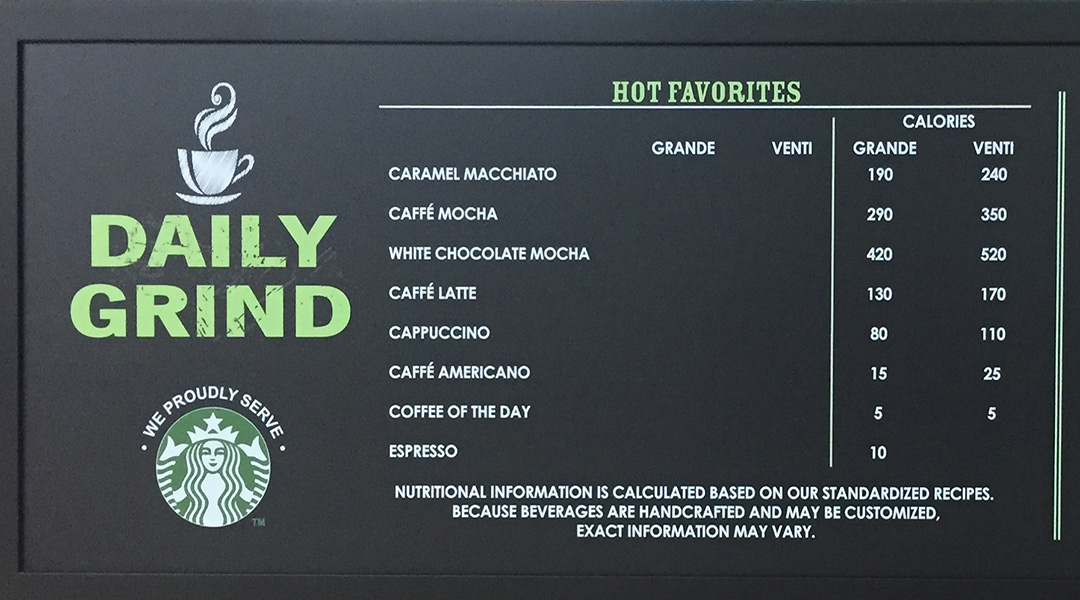 DAILY
GRIND
WE PROUDLY SERVE
TM
HOT FAVORITES
CALORIES
GRANDE VENTI GRANDE VENTI
CARAMEL MACCHIATO 190 240
CAFFÉ MOCHA 290 350
WHITE CHOCOLATE MOCHA 420 520
CAFFÉ LATTE 130 170
CAPPUCCINO 80 110
CAFFÉ AMERICANO 15 25
COFFEE OF THE DAY 5 5
ESPRESSO 10
NUTRITIONAL INFORMATION IS CALCULATED BASED ON OUR STANDARDIZED RECIPES.
BECAUSE BEVERAGES ARE HANDCRAFTED AND MAY BE CUSTOMIZED,
EXACT INFORMATION MAY VARY.